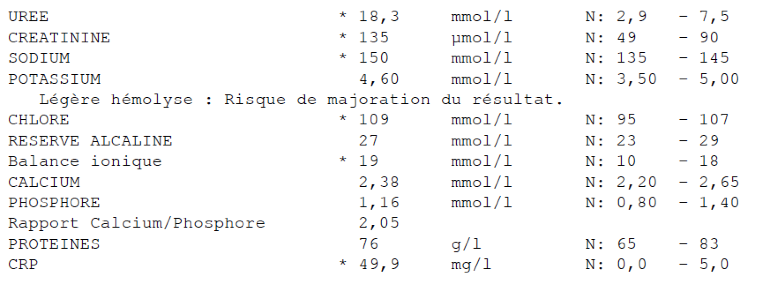 UREE * 18,3 mmol/l N: 2,9 - 7,5
CREATININE * 135 µmol/l N: 49 - 90
SODIUM * 150 mmol/l N: 135 - 145
POTASSIUM 4,60 mmol/l N: 3,50 - 5,00
Légère hémolyse : Risque de majoration du résultat.
CHLORE * 109 mmol/l N: 95 - 107
RESERVE ALCALINE 27 mmol/l N: 23 - 29
Balance ionique * 19 mmol/l N: 10 - 18
CALCIUM 2,38 mmol/l N: 2,20 - 2,65
PHOSPHORE 1,16 mmol/l N: 0,80 - 1,40
Rapport Calcium/Phosphore 2,05
PROTEINES 76 g/l N: 65 - 83
CRP * 49,9 mg/l N: 0,0 - 5,0